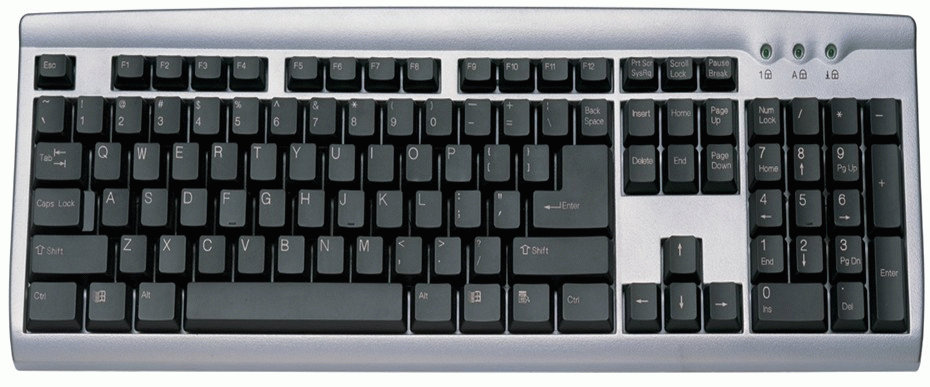 Esc F1 F2 F3 F4 F5 F6 F7 F8 F9 F10 F11 F12 Prt Scr SysRq Scroll Lock Pause Break 1 A
~ ` ! 1 @ 2 # 3 $ 4 % 5 ^ 6 & 7 * 8 ( 9 ) 0 _ - + = | \ Back Space Insert Home Page Up Num Lock / * -
Tab Q W E R T Y U I O P { [ } ] Delete End Page Down 7 Home 8 ↑ 9 Pg Up +
Caps Lock A S D F G H J K L : ; " ' Enter 4 ← 5 6 →
⇧ Shift Z X C V B N M < , > . ? / ⇧ Shift ↑ 1 End 2 ↓ 3 Pg Dn Enter
Ctrl Alt Alt Ctrl ← ↓ → 0 Ins . Del